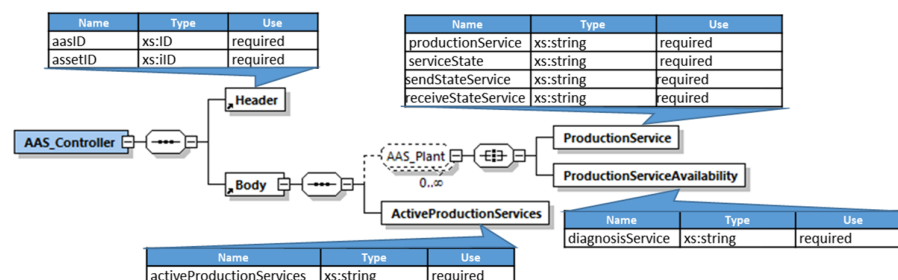 Name Type Use
aasID xs:ID required
assetID xs:iID required
Name Type Use
productionService xs:string required
serviceState xs:string required
sendStateService xs:string required
receiveStateService xs:string required
Header
AAS_Controller
ProductionService
AAS_Plant
0..∞
ProductionServiceAvailability
Body
ActiveProductionServices
Name Type Use
diagnosisService xs:string required
Name Type Use
activeProductionServices xs:string required